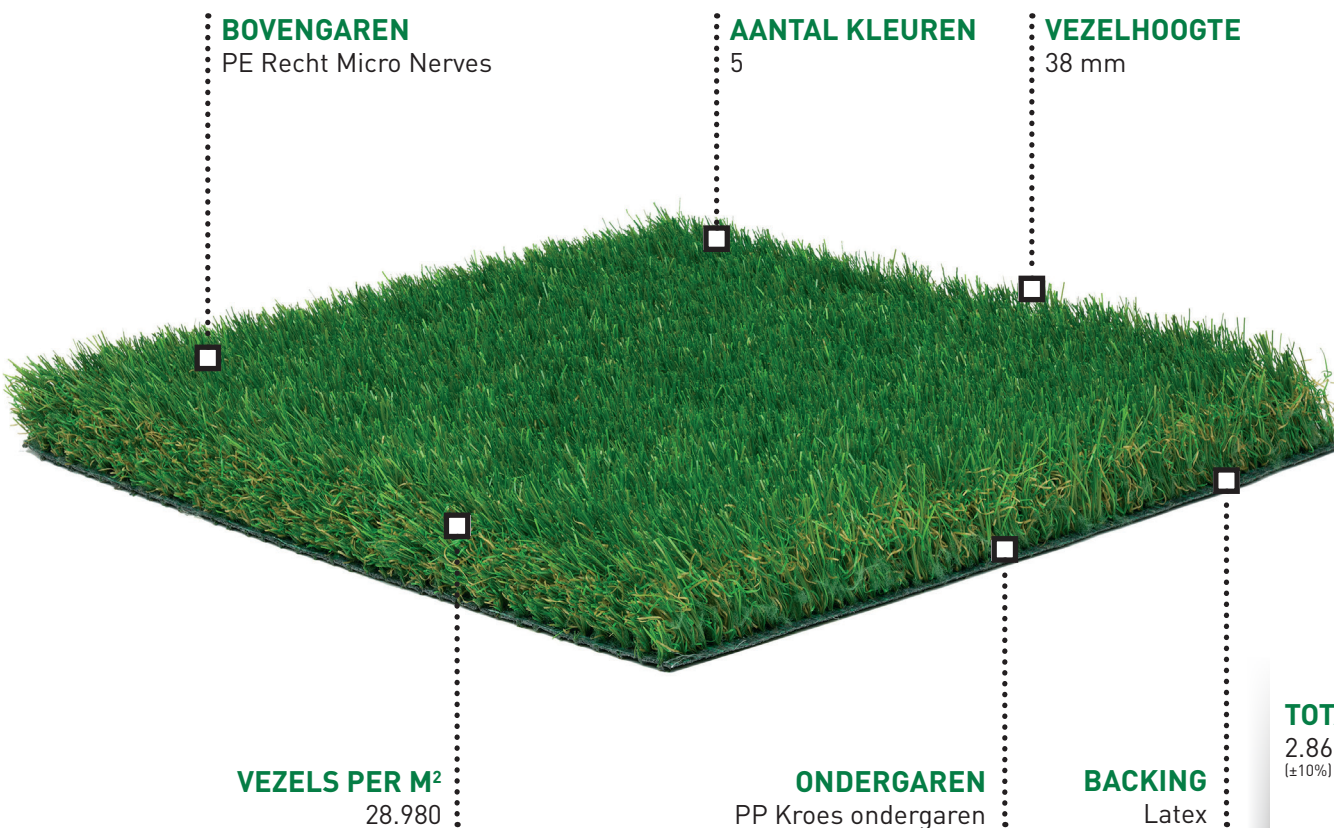 BOVENGAREN
PE Recht Micro Nerves
AANTAL KLEUREN
5
VEZELHOOGTE
38 mm
VEZELS PER M²
28.980
ONDERGAREN
PP Kroes ondergaren
BACKING
Latex
(±10%)